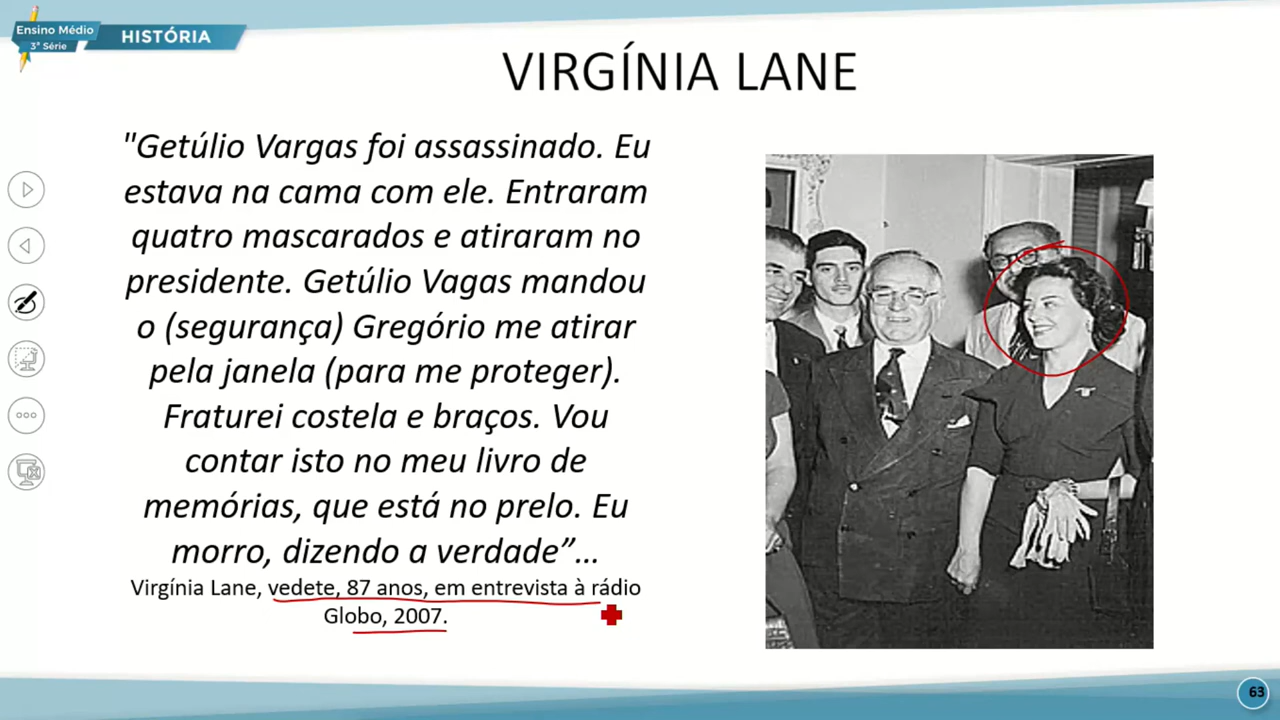 Ensino Médio
3ª Série
HISTÓRIA
VIRGÍNIA LANE
"Getúlio Vargas foi assassinado. Eu
estava na cama com ele. Entraram
quatro mascarados e atiraram no
presidente. Getúlio Vagas mandou
o (segurança) Gregório me atirar
pela janela (para me proteger).
Fraturei costela e braços. Vou
contar isto no meu livro de
memórias, que está no prelo. Eu
morro, dizendo a verdade”...
Virgínia Lane, vedete, 87 anos, em entrevista à rádio
Globo, 2007.
63